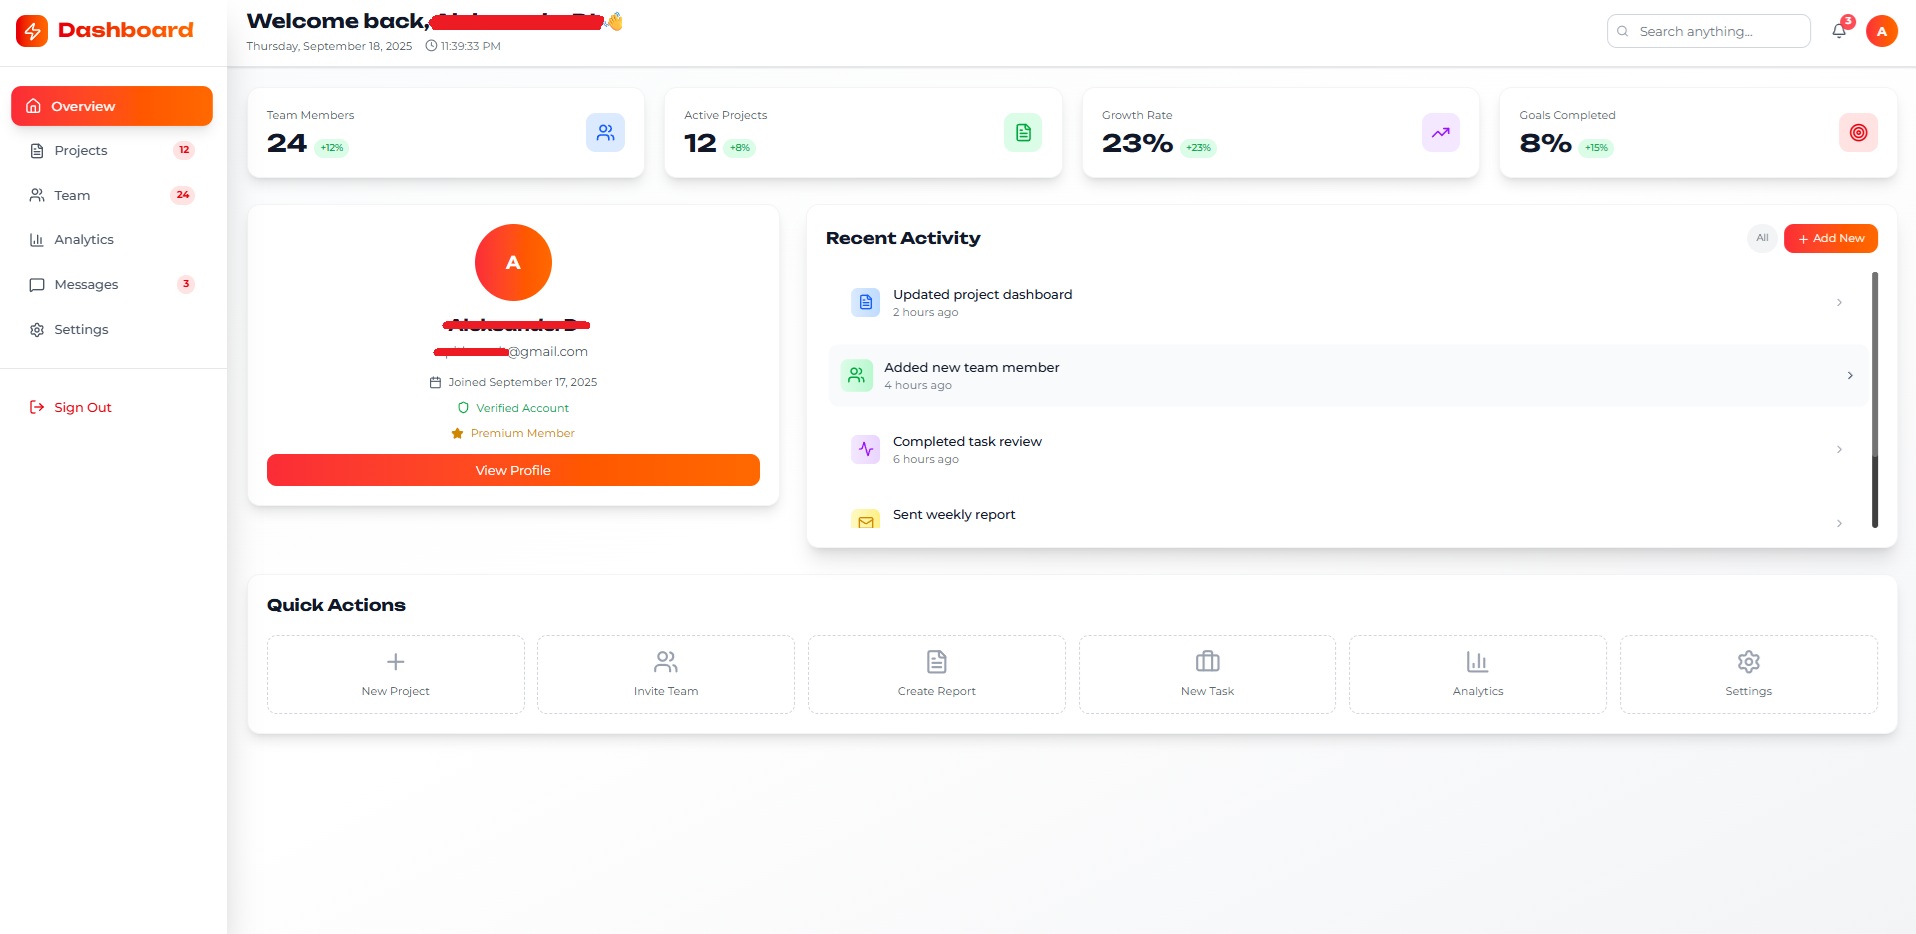 Dashboard
Welcome back,
Thursday, September 18, 2025 11:39:33 PM
Search anything...
3
A
Overview
Projects 12
Team 24
Analytics
Messages 3
Settings
Sign Out
Team Members
24 +12%
Active Projects
12 +8%
Growth Rate
23% +23%
Goals Completed
8% +15%
A
@gmail.com
Joined September 17, 2025
Verified Account
Premium Member
View Profile
Recent Activity
All
+ Add New
Updated project dashboard
2 hours ago
Added new team member
4 hours ago
Completed task review
6 hours ago
Sent weekly report
Quick Actions
New Project
Invite Team
Create Report
New Task
Analytics
Settings